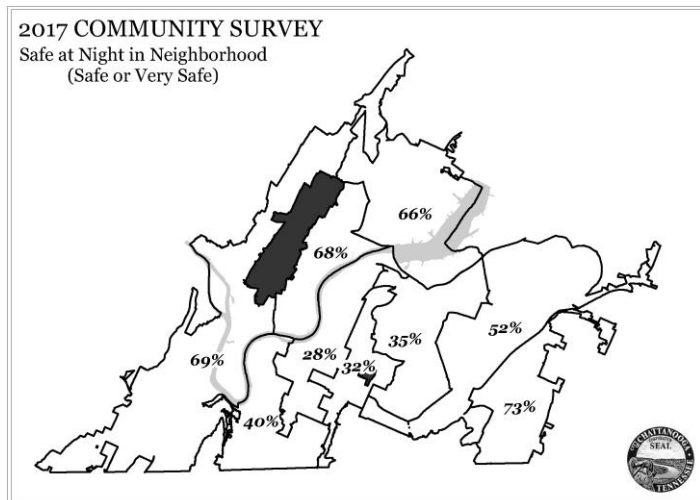 2017 COMMUNITY SURVEY
Safe at Night in Neighborhood
(Safe or Very Safe)
66%
68%
69%
28%
32%
35%
52%
40%
73%
CHATTANOOGA
SEAL
TENNESSEE